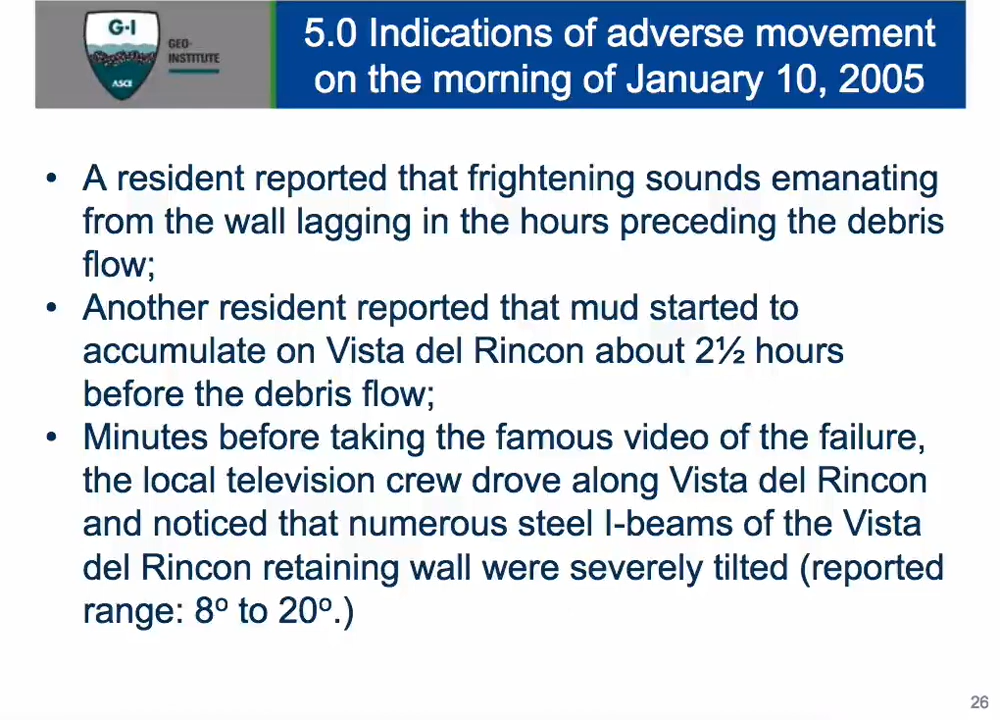 G-I
GEO-
INSTITUTE
ASCE
5.0 Indications of adverse movement
on the morning of January 10, 2005
• A resident reported that frightening sounds emanating
from the wall lagging in the hours preceding the debris
flow;
• Another resident reported that mud started to
accumulate on Vista del Rincon about 2½ hours
before the debris flow;
• Minutes before taking the famous video of the failure,
the local television crew drove along Vista del Rincon
and noticed that numerous steel I-beams of the Vista
del Rincon retaining wall were severely tilted (reported
range: 8º to 20º.)
26